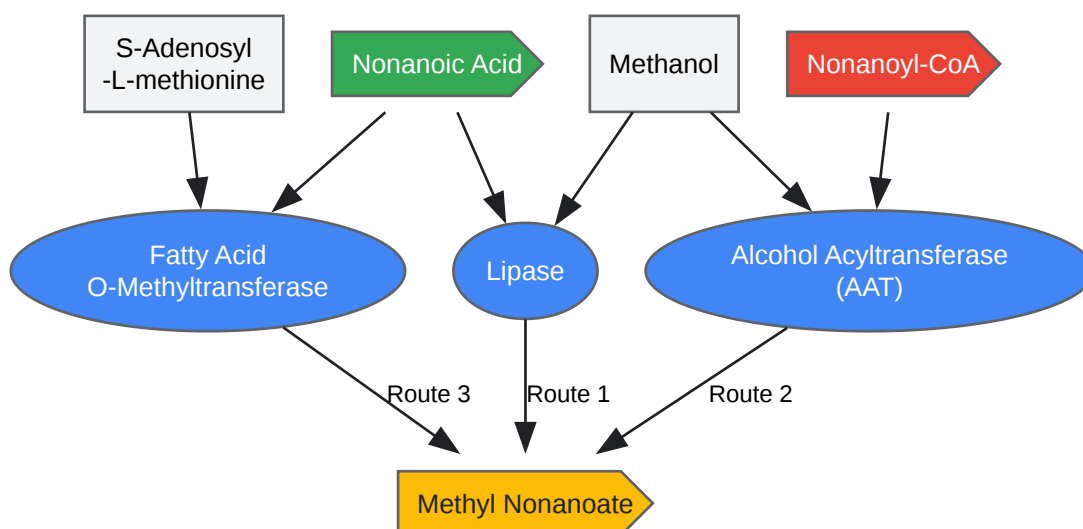 S-Adenosyl
-L-methionine
Nonanoic Acid
Methanol
Nonanoyl-CoA
Fatty Acid
O-Methyltransferase
Lipase
Alcohol Acyltransferase
(AAT)
Route 3
Route 1
Route 2
Methyl Nonanoate